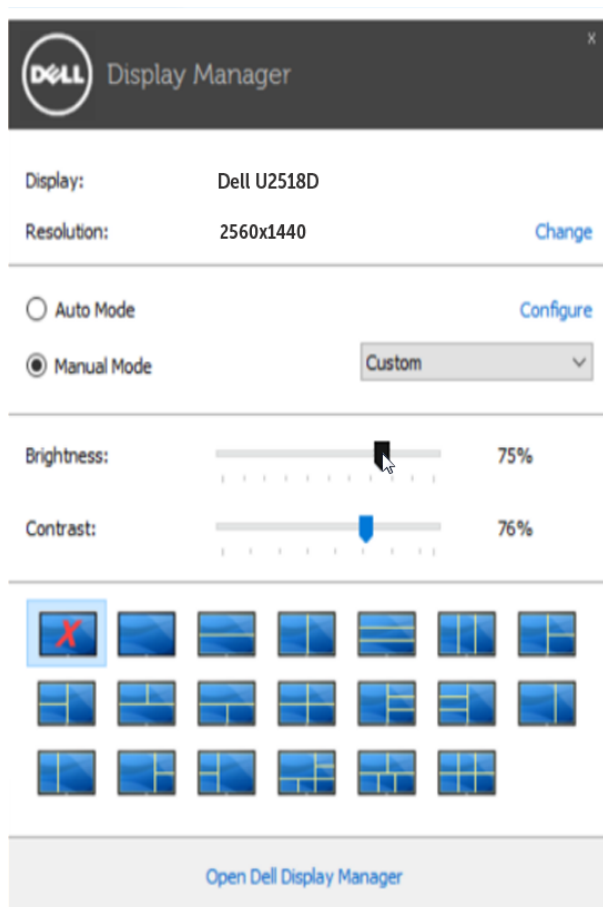 DELL Display Manager x
Display: Dell U2518D
Resolution: 2560x1440 Change
Auto Mode Configure
Manual Mode Custom
Brightness: 75%
Contrast: 76%
X
Open Dell Display Manager